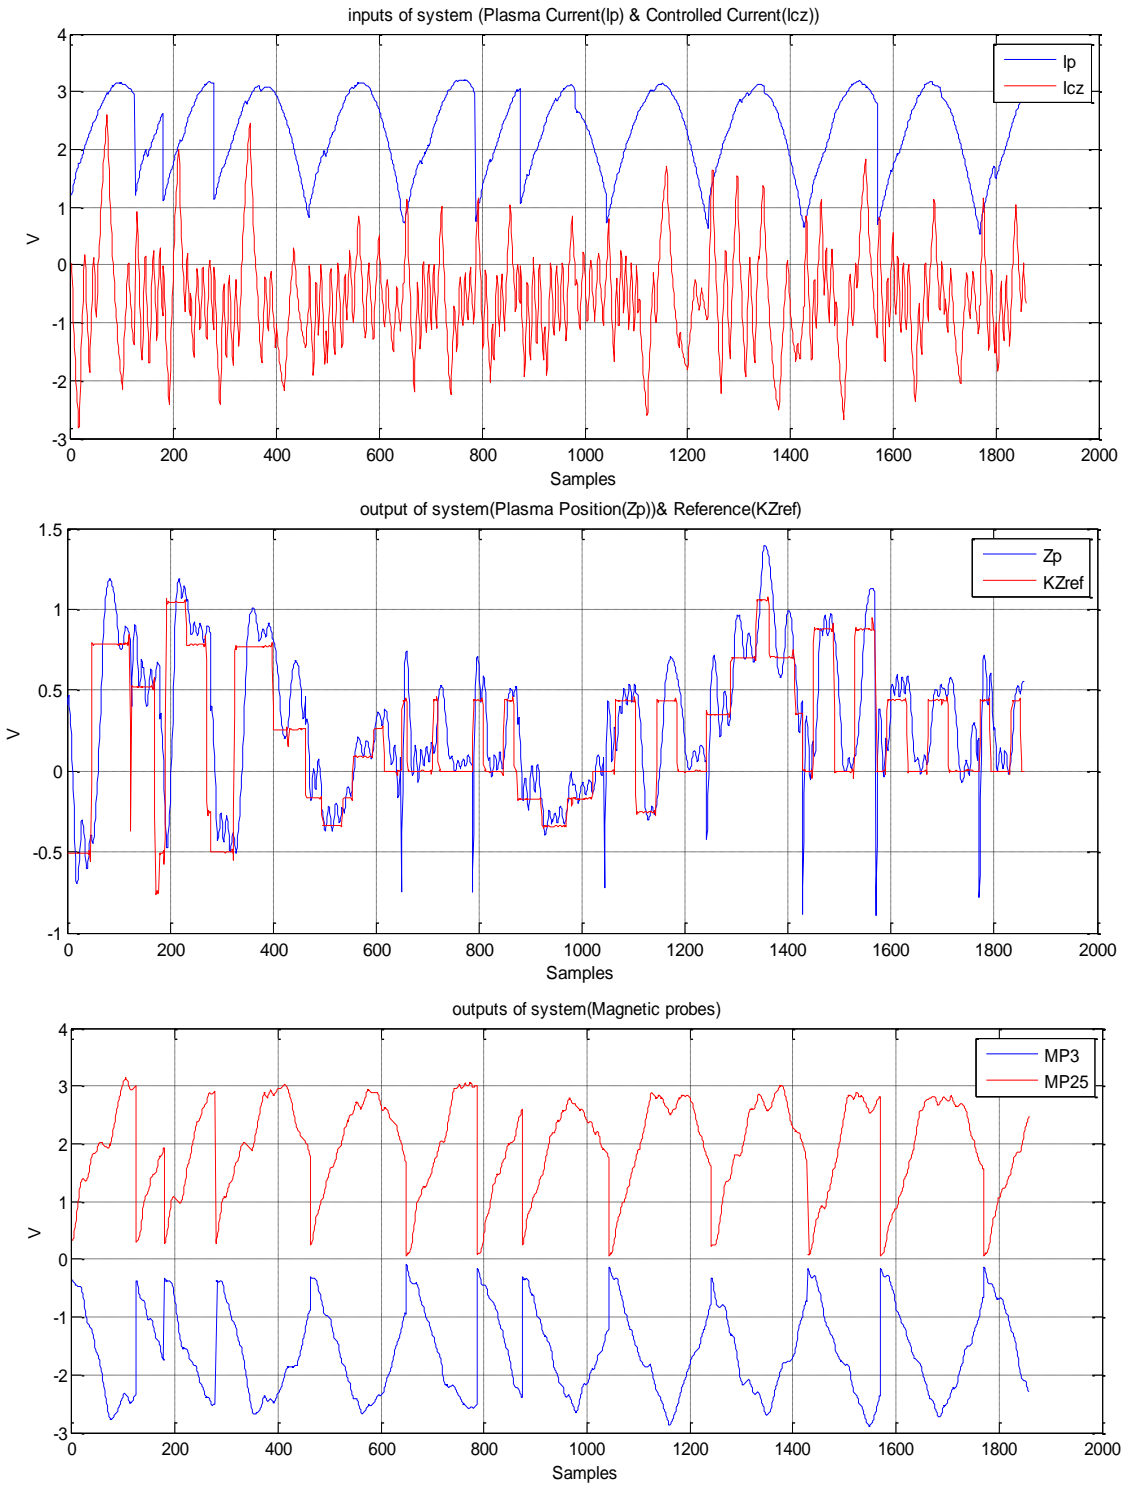 inputs of system (Plasma Current(Ip) & Controlled Current(Icz))
4
3
2
1
0
-1
-2
-3
V
Ip
Icz
0 200 400 600 800 1000 1200 1400 1600 1800 2000
Samples
output of system(Plasma Position(Zp))& Reference(KZref)
1.5
1
0.5
0
-0.5
-1
V
Zp
KZref
0 200 400 600 800 1000 1200 1400 1600 1800 2000
Samples
outputs of system(Magnetic probes)
4
3
2
1
0
-1
-2
-3
V
MP3
MP25
0 200 400 600 800 1000 1200 1400 1600 1800 2000
Samples